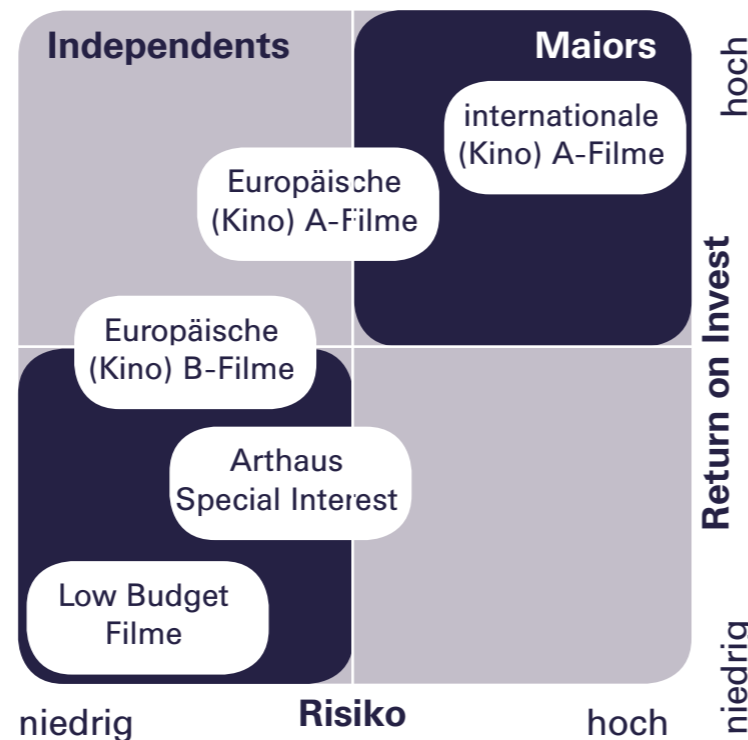 Independents
Maiors
internationale
(Kino) A-Filme
Europäische
(Kino) A-Filme
Europäische
(Kino) B-Filme
Arthaus
Special Interest
Low Budget
Filme
hoch
Return on Invest
niedrig
niedrig
Risiko
hoch